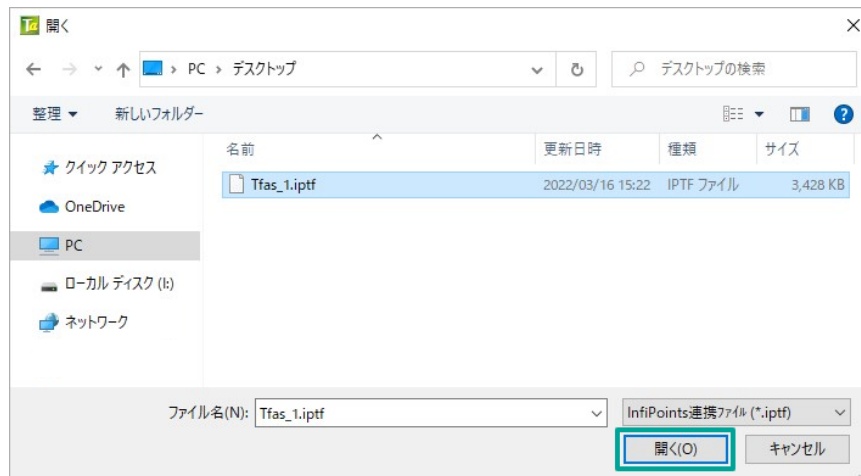 Ta 開く
PC › デスクトップ
デスクトップの検索
整理 新しいフォルダー
名前 更新日時 種類 サイズ
Tfas_1.iptf 2022/03/16 15:22 IPTF ファイル 3,428 KB
クイック アクセス
OneDrive
PC
ローカル ディスク (I:)
ネットワーク
ファイル名(N): Tfas_1.iptf InfiPoints連携ファイル (*.iptf)
開く(O) キャンセル